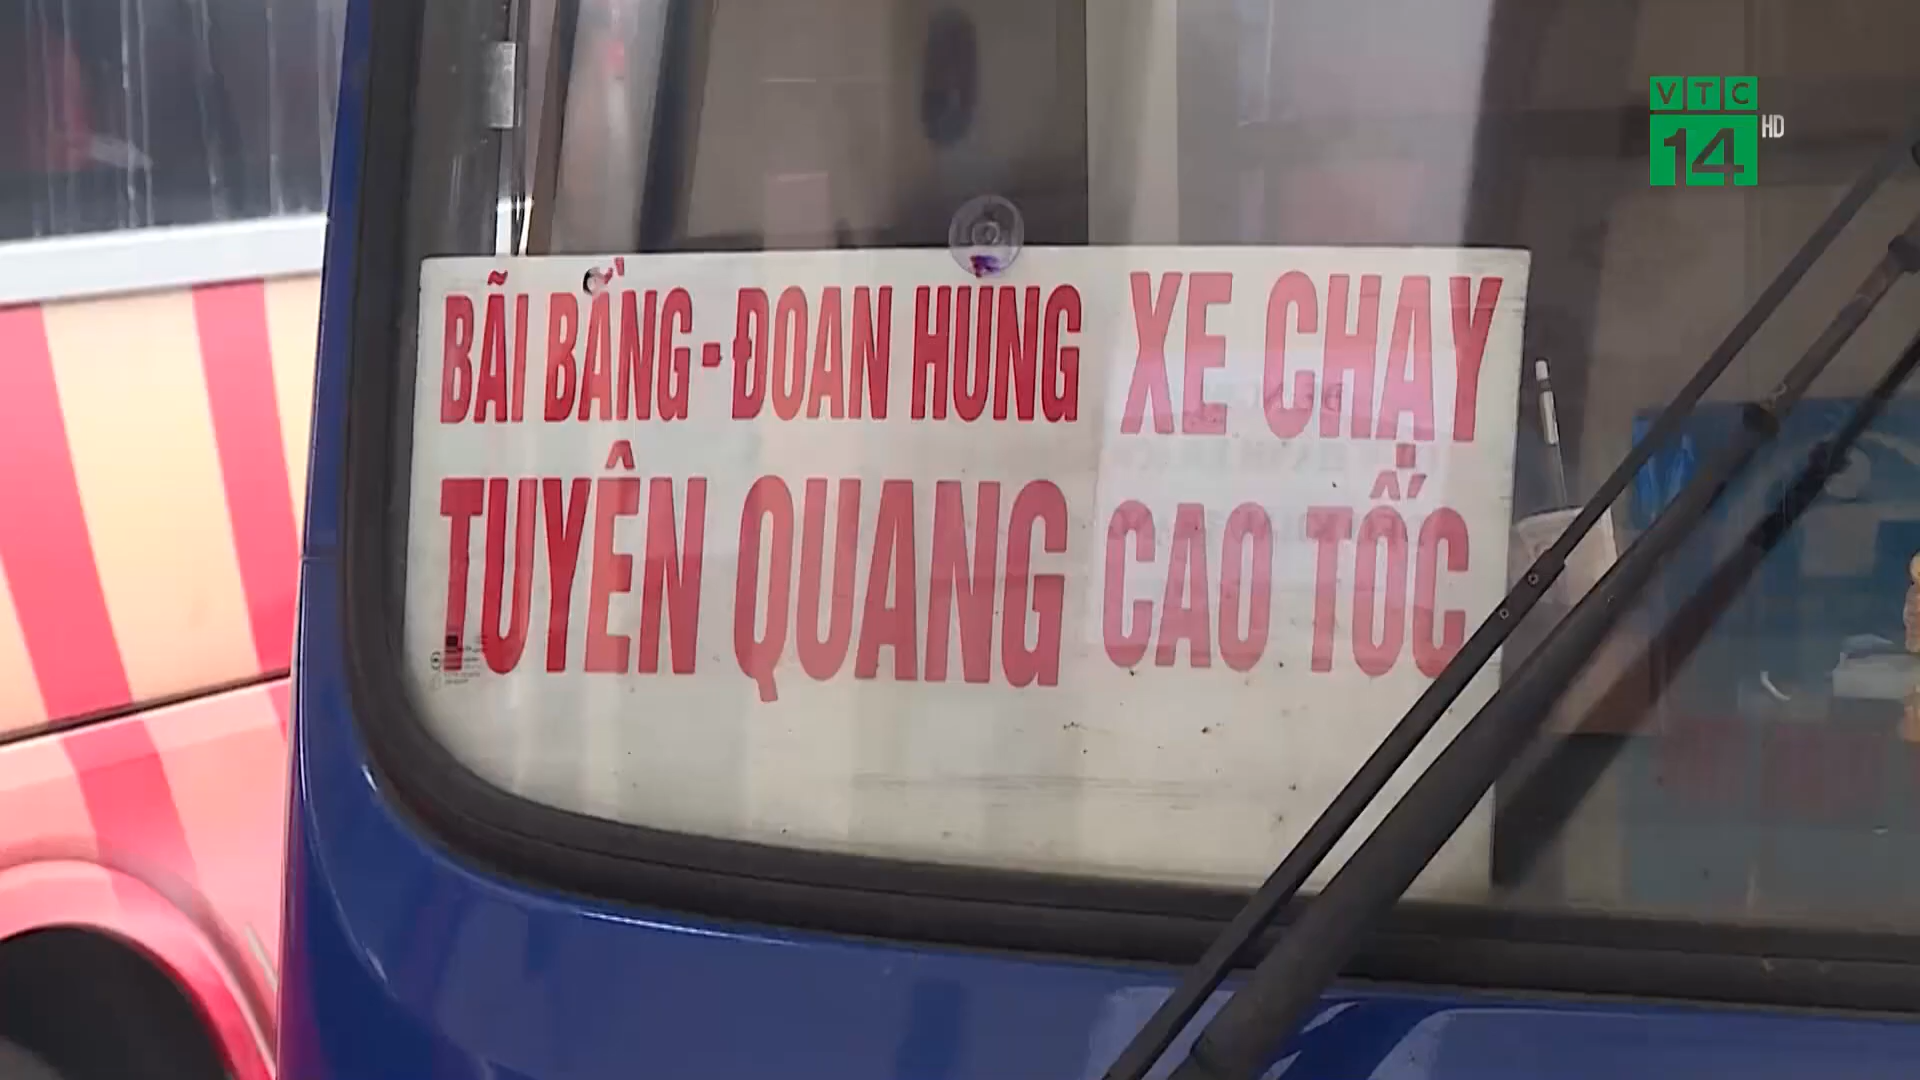 VTC
14 HD
BÃI BẰNG - ĐOAN HÙNG XE CHẠY
TUYÊN QUANG CAO TỐC